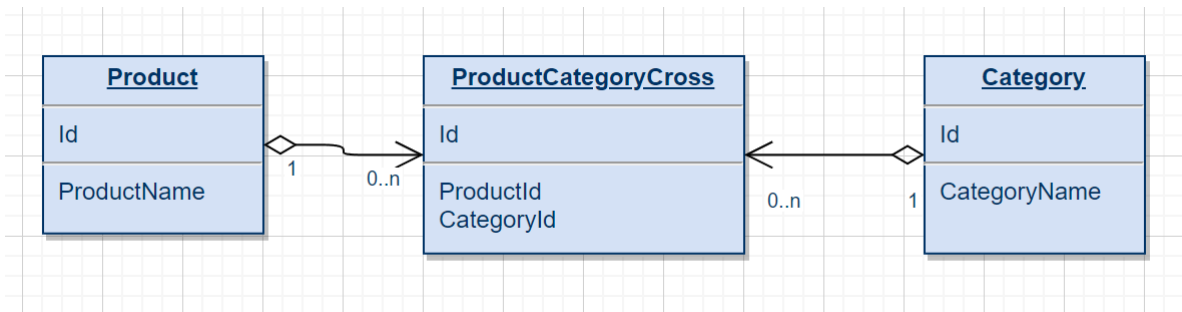 Product
Id
ProductName
1
0..n
ProductCategoryCross
Id
ProductId
CategoryId
0..n
1
Category
Id
CategoryName